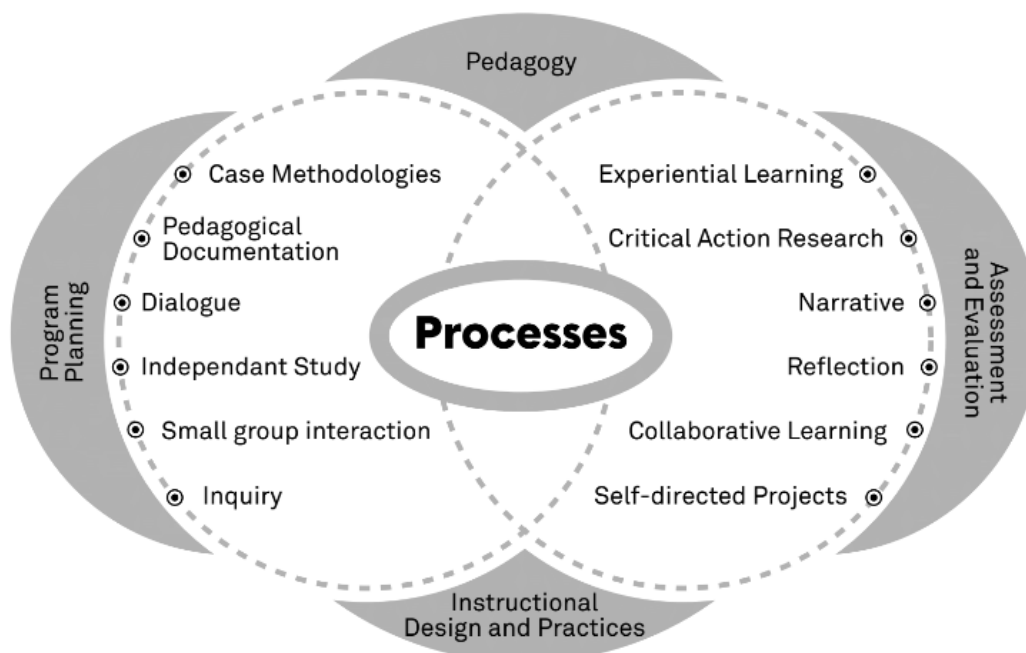 Pedagogy
Program
Planning
Case Methodologies
Pedagogical
Documentation
Dialogue
Independant Study
Small group interaction
Inquiry
Processes
Experiential Learning
Critical Action Research
Narrative
Reflection
Collaborative Learning
Self-directed Projects
Assessment
and Evaluation
Instructional
Design and Practices